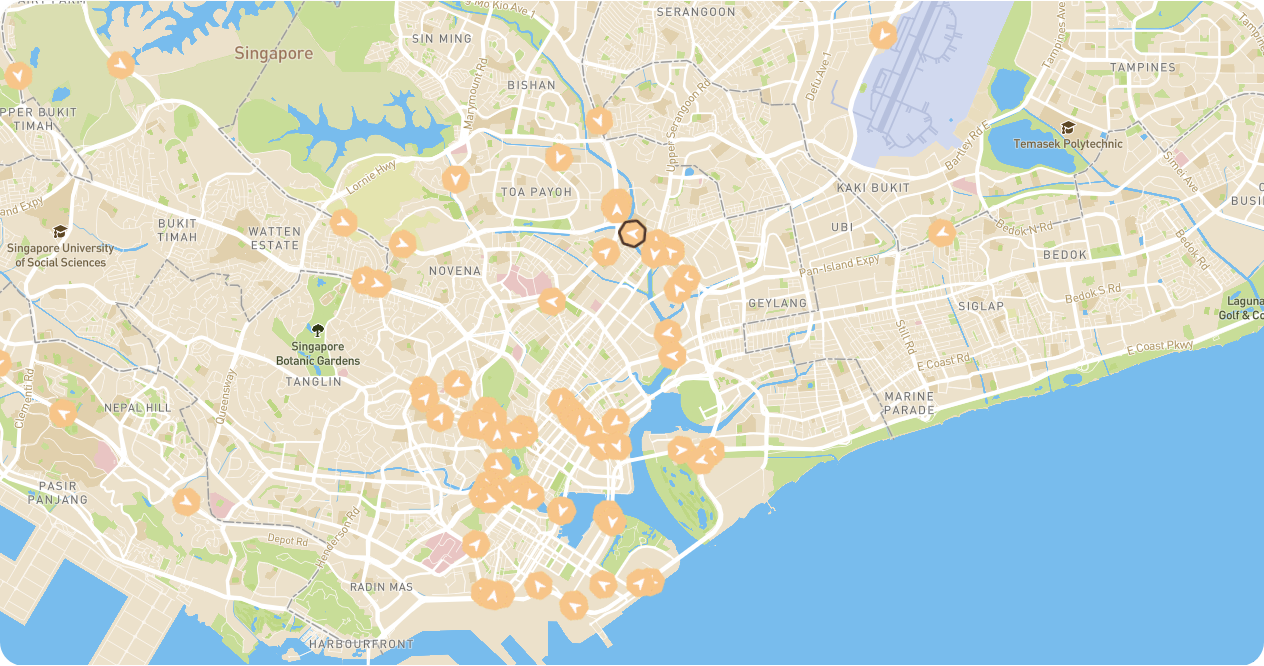 Mo Kio Ave 1
SERANGOON
SIN MING
Singapore
Marymount Rd
BISHAN
Defu Ave 1
Tampines Ave
TAMPINES
Upper Serangoon Rd
PPER BUKIT
TIMAH
Bartley Rd E
Temasek Polytechnic
Simei Ave
Lornie Hwy
TOA PAYOH
KAKI BUKIT
and Expy
BUSI
BUKIT
TIMAH
WATTEN
ESTATE
UBI
Bedok N Rd
Bedok Rd
Singapore University
of Social Sciences
NOVENA
Pan-Island Expy
BEDOK
GEYLANG
SIGLAP
Bedok S Rd
Laguna
Golf & Co
Singapore
Botanic Gardens
Still Rd
E Coast Rd
E Coast Pkwy
TANGLIN
Clementi Rd
Queensway
NEPAL HILL
MARINE
PARADE
PASIR
PANJANG
Henderson Rd
Depot Rd
RADIN MAS
HARBOURFRONT